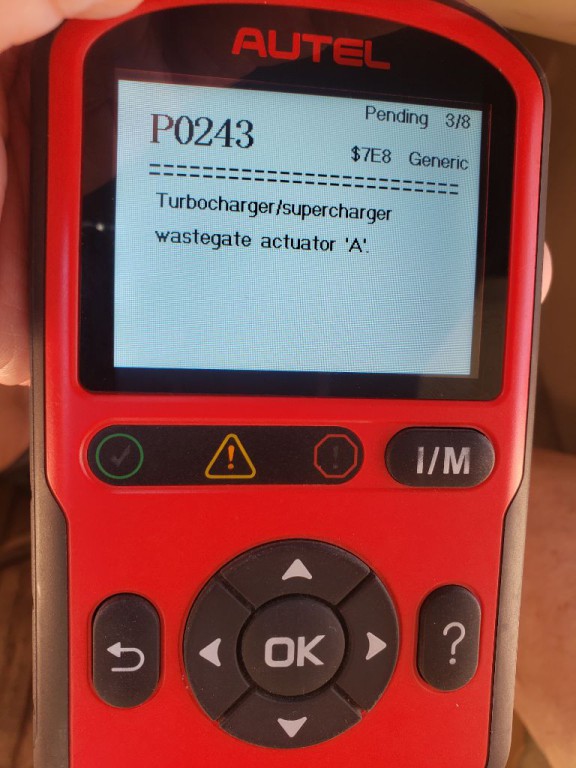 AUTEL
P0243
Pending 3/8
$7E8 Generic
=============================
Turbocharger/supercharger
wastegate actuator 'A'.
I/M
OK
?